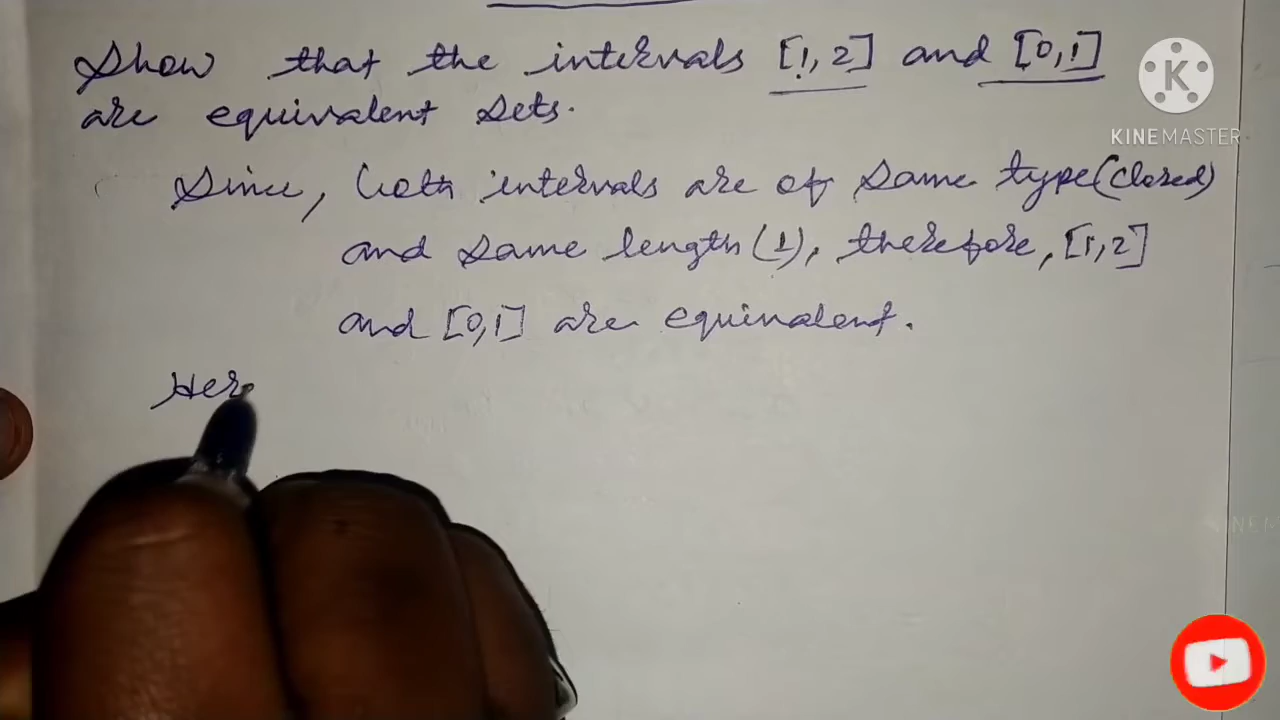 Show that the intervals [1, 2] and [0, 1]
are equivalent sets.
KINEMASTER
Since, both intervals are of same type (closed)
and same length (1), therefore, [1, 2]
and [0, 1] are equivalent.
Her